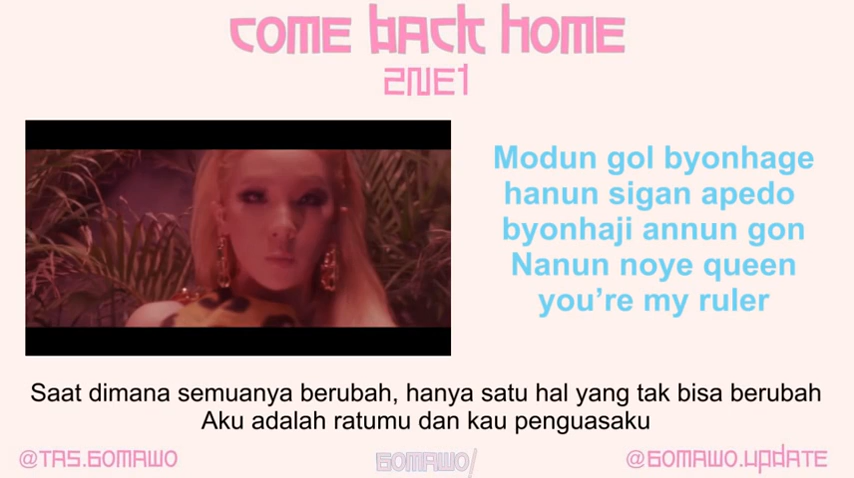 COME BACK HOME
2NE1
Modun gol byonhage
hanun sigan apedo
byonhaji annun gon
Nanun noye queen
you're my ruler
Saat dimana semuanya berubah, hanya satu hal yang tak bisa berubah
Aku adalah ratumu dan kau penguasaku
@TAS.GOMAWO
GOMAWO/
@GOMAWO.UPDATE